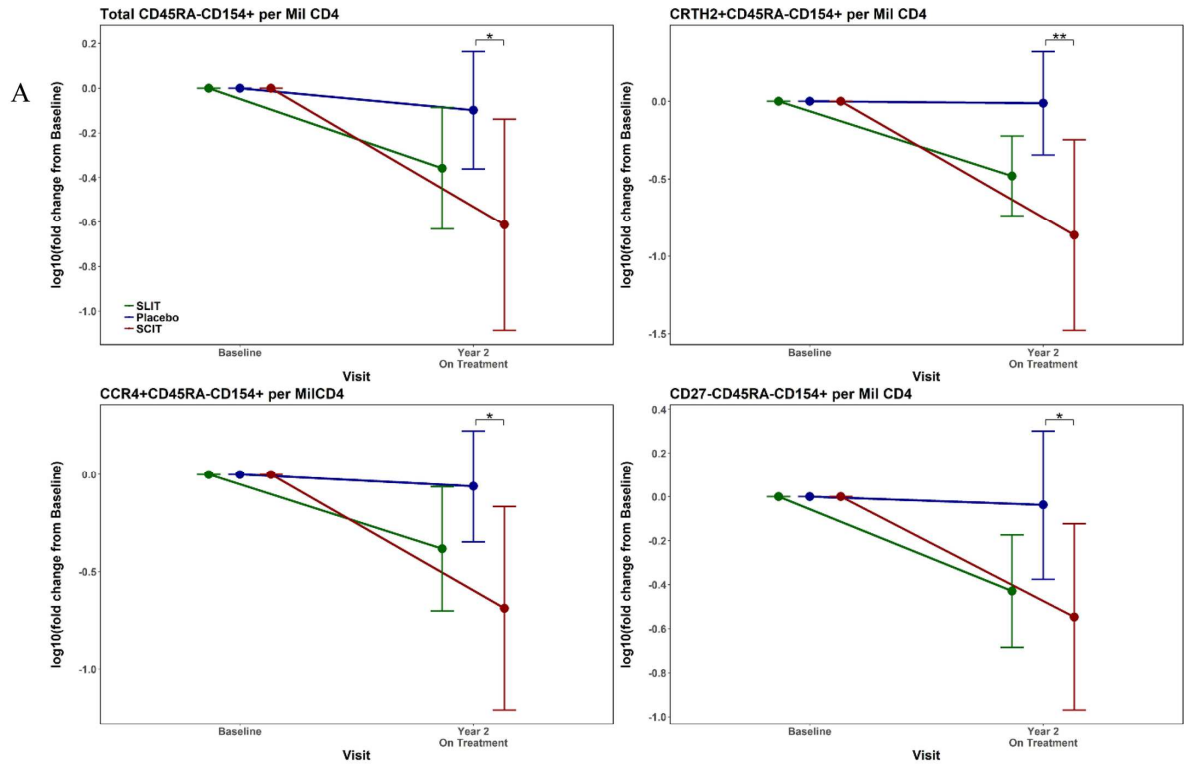 A
Total CD45RA-CD154+ per Mil CD4
log10(fold change from Baseline)
0.2
0.0
-0.2
-0.4
-0.6
-0.8
-1.0
*
SLIT
Placebo
SCIT
Baseline
Year 2
On Treatment
Visit
CRTH2+CD45RA-CD154+ per Mil CD4
log10(fold change from Baseline)
0.0
-0.5
-1.0
-1.5
**
Baseline
Year 2
On Treatment
Visit
CCR4+CD45RA-CD154+ per MilCD4
log10(fold change from Baseline)
0.0
-0.5
-1.0
*
Baseline
Year 2
On Treatment
Visit
CD27-CD45RA-CD154+ per Mil CD4
log10(fold change from Baseline)
0.4
0.2
0.0
-0.2
-0.4
-0.6
-0.8
-1.0
*
Baseline
Year 2
On Treatment
Visit